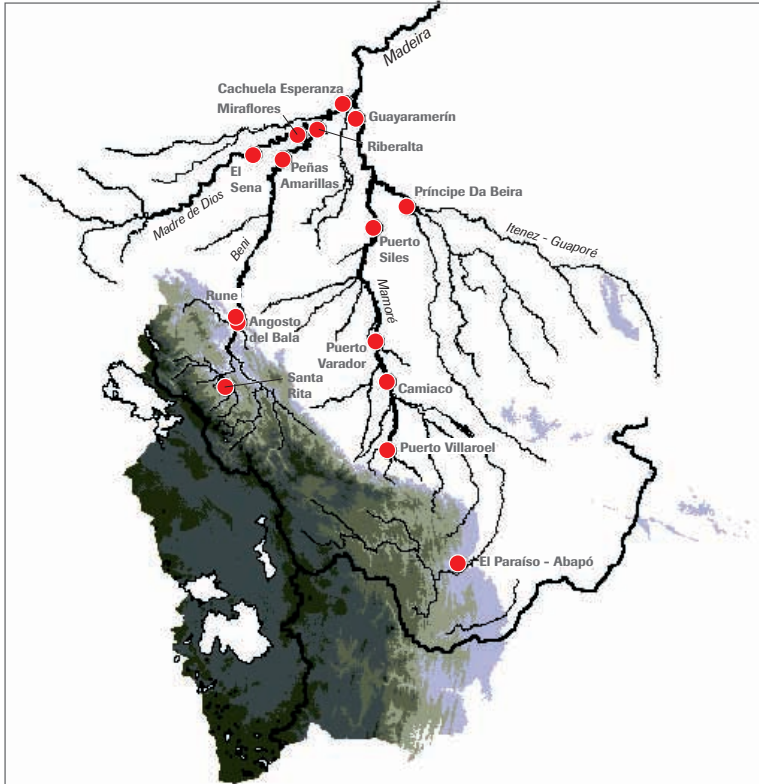 Madeira
Cachuela Esperanza
Miraflores
Guayaramerín
Riberalta
El
Sena
Peñas
Amarillas
Príncipe Da Beira
Madre de Dios
Beni
Puerto
Siles
Itenez - Guaporé
Mamoré
Rune
Angosto
del Bala
Puerto
Varador
Santa
Rita
Camiaco
Puerto Villaroel
El Paraíso - Abapó